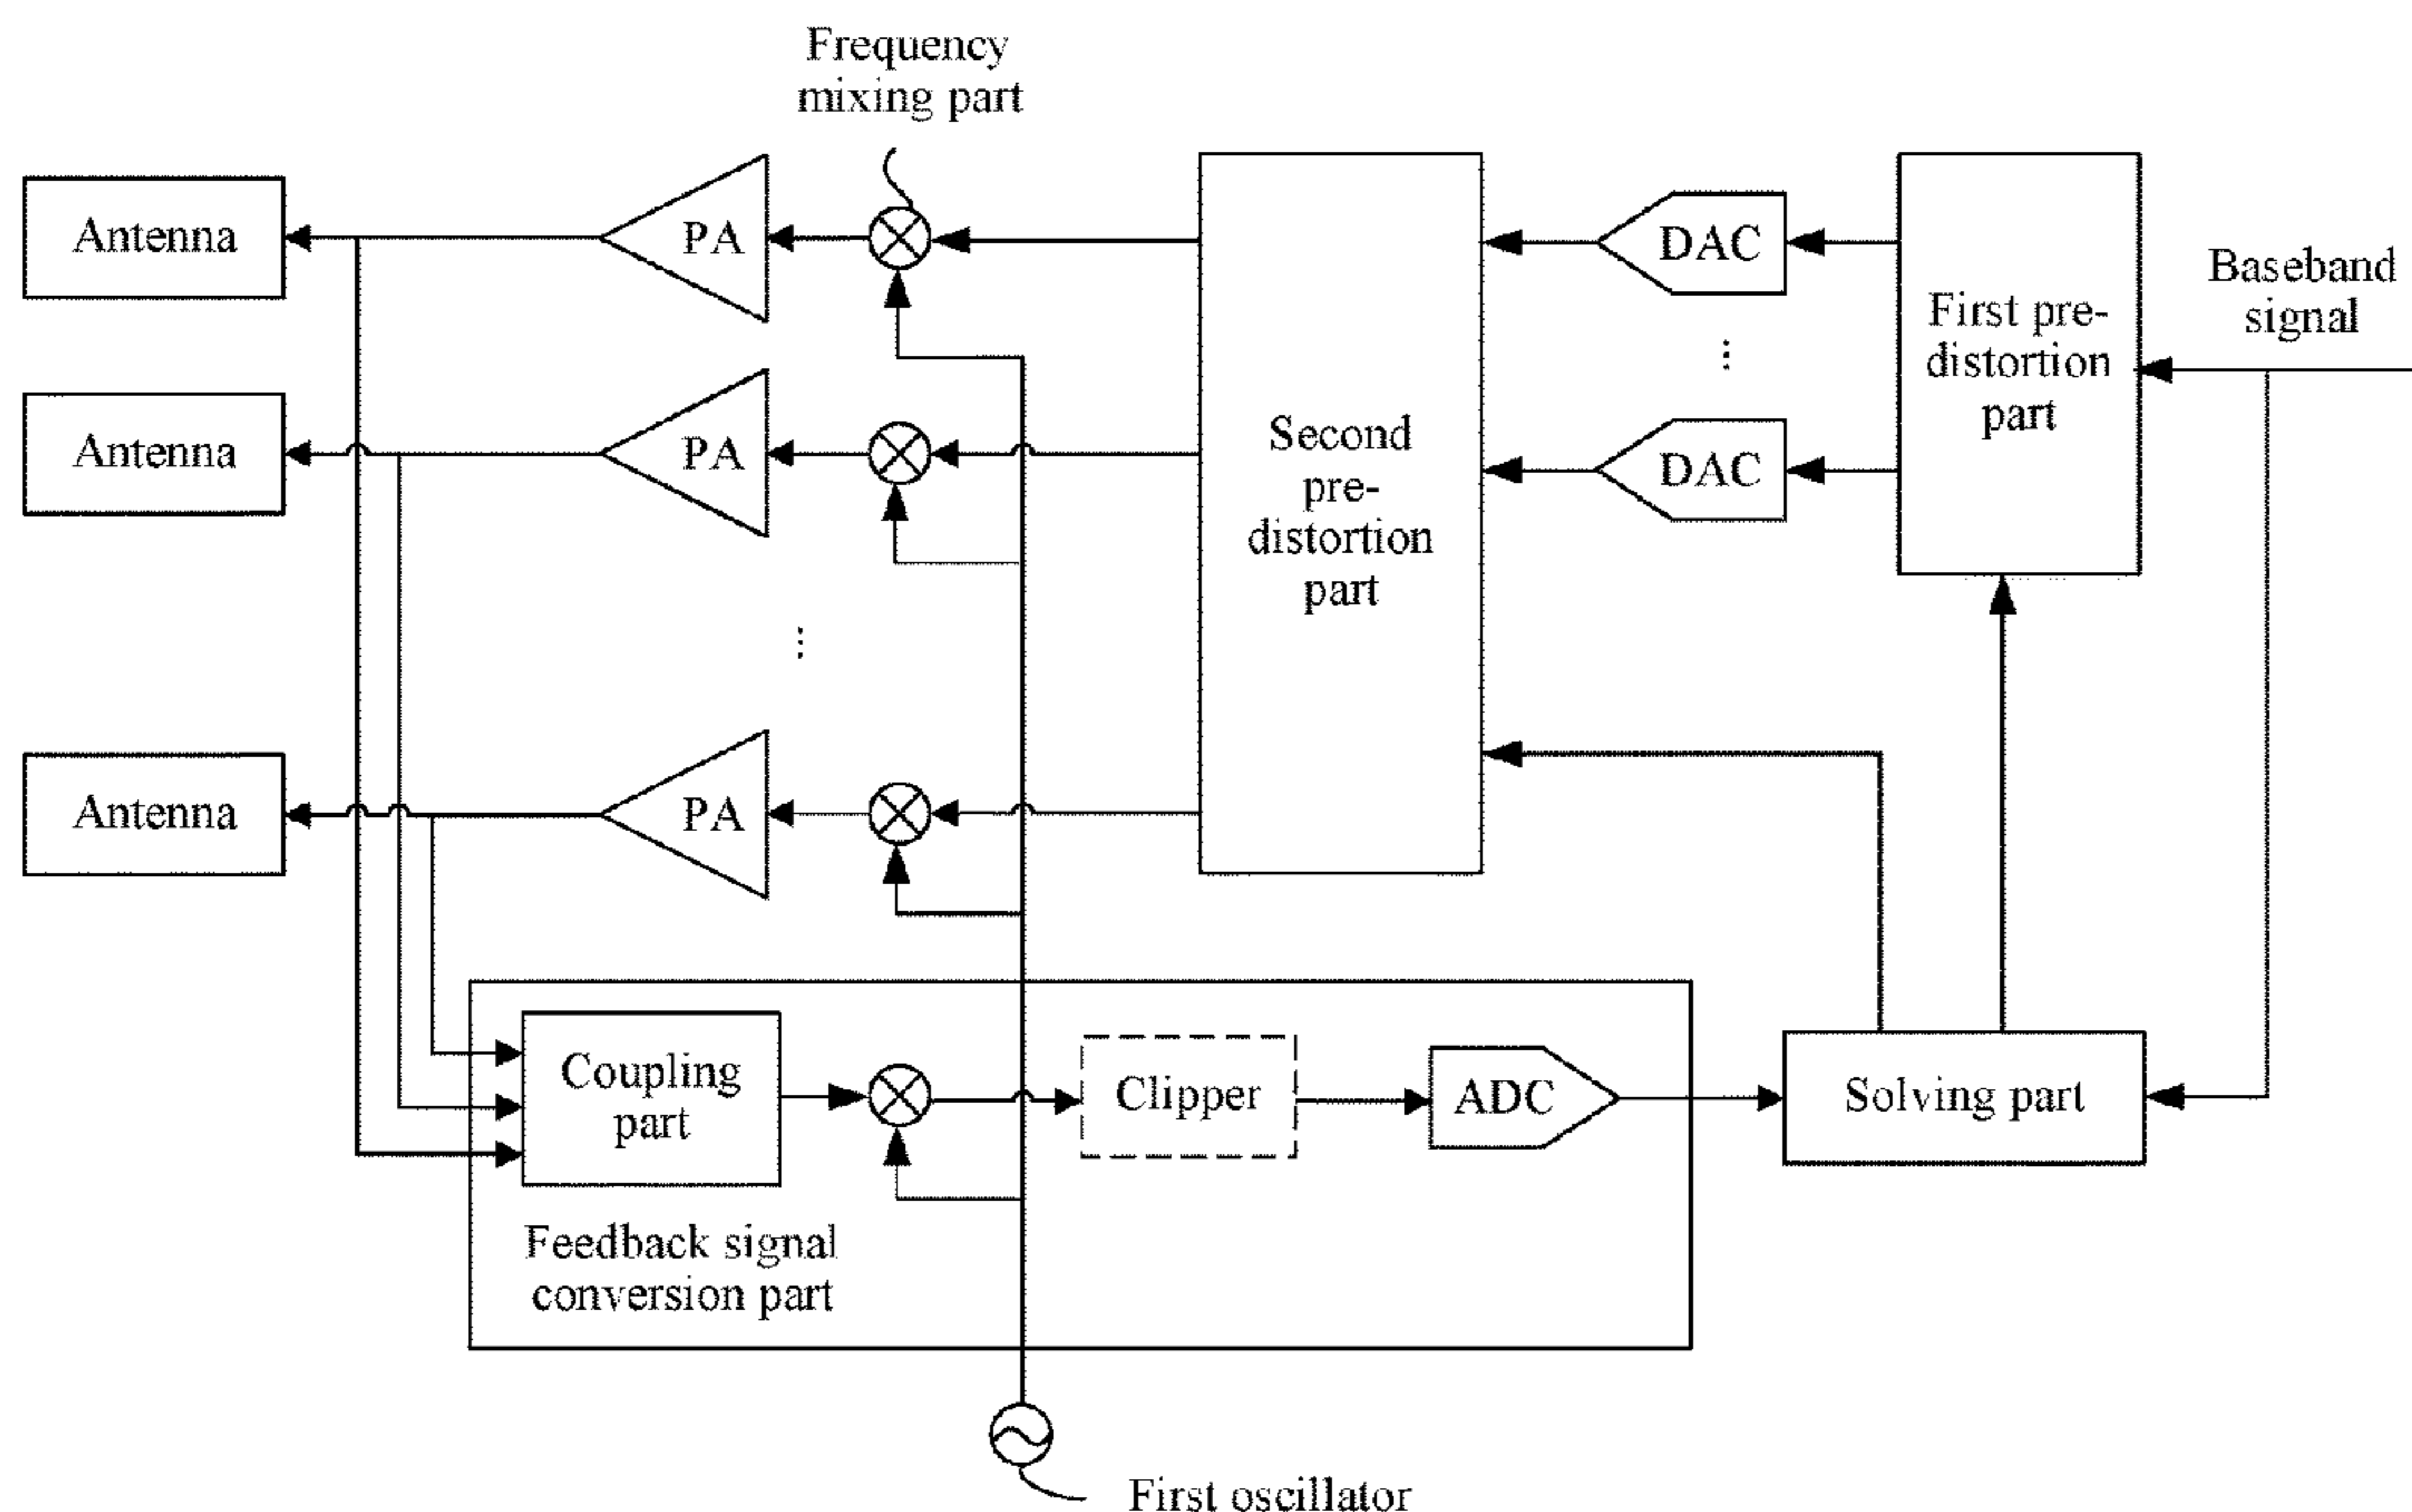 Frequency
mixing part
Antenna
PA
DAC
Baseband
signal
First pre-
distortion
part
Antenna
PA
Second
pre-
distortion
part
DAC
Antenna
PA
Coupling
part
Clipper
ADC
Solving part
Feedback signal
conversion part
First oscillator